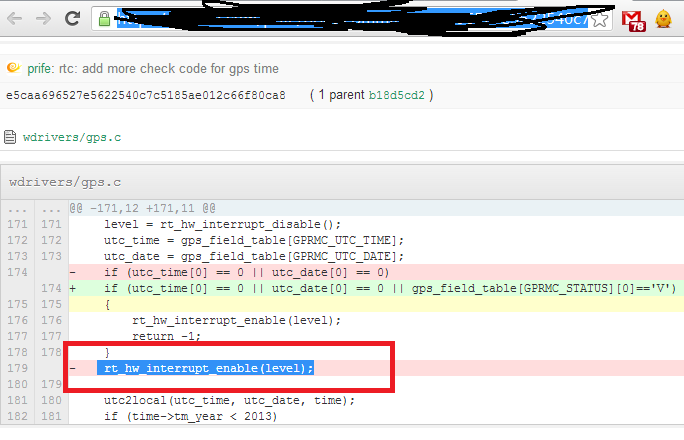 540c7
78
prife: rtc: add more check code for gps time
e5caa696527e5622540c7c5185ae012c66f80ca8 ( 1 parent b18d5cd2 )
wdrivers/gps.c
wdrivers/gps.c
... ... @@ -171,12 +171,11 @@
171 171 level = rt_hw_interrupt_disable();
172 172 utc_time = gps_field_table[GPRMC_UTC_TIME];
173 173 utc_date = gps_field_table[GPRMC_UTC_DATE];
174 - if (utc_time[0] == 0 || utc_date[0] == 0)
174 + if (utc_time[0] == 0 || utc_date[0] == 0 || gps_field_table[GPRMC_STATUS][0]=='V')
175 175 {
176 176 rt_hw_interrupt_enable(level);
177 177 return -1;
178 178 }
179 - rt_hw_interrupt_enable(level);
180 179
181 180 utc2local(utc_time, utc_date, time);
182 181 if (time->tm_year < 2013)